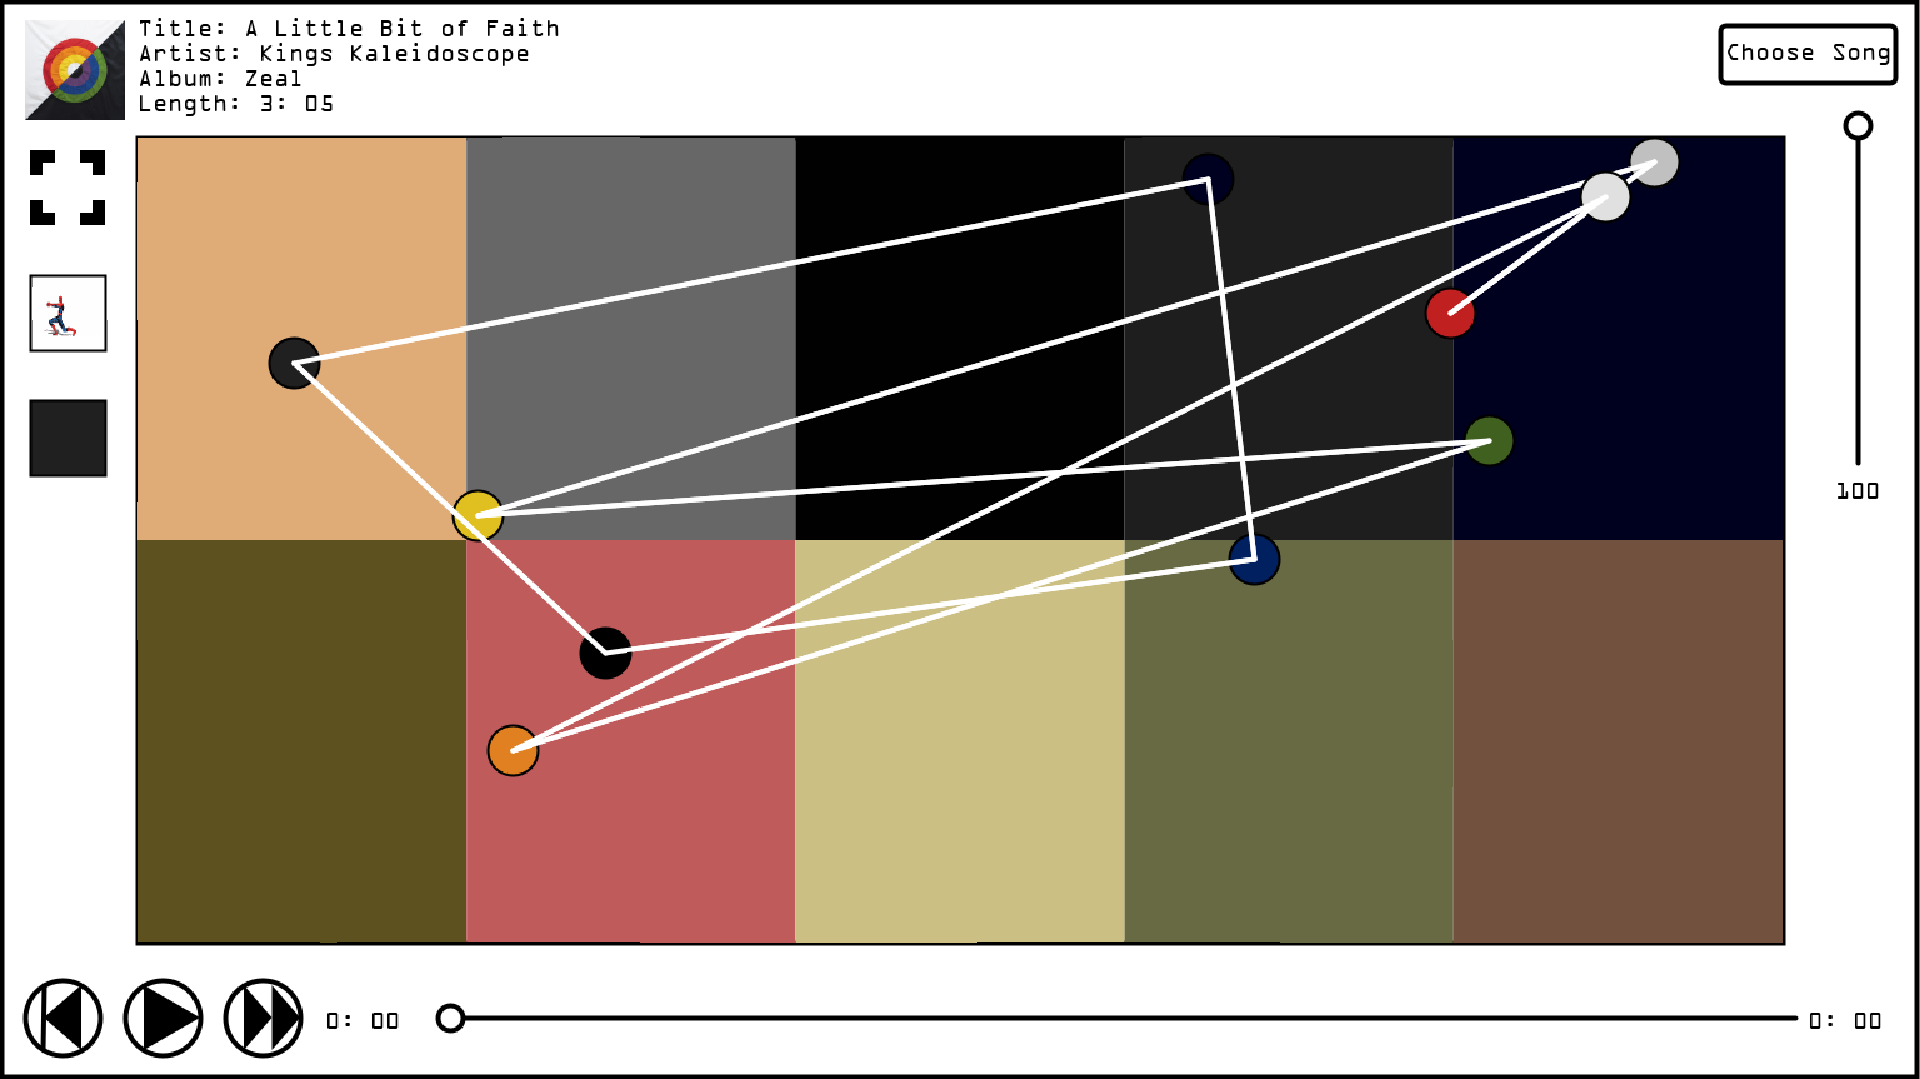 Title: A Little Bit of Faith
Artist: Kings Kaleidoscope
Album: Zeal
Length: 3: 05
Choose Song
100
0: 00
0: 00